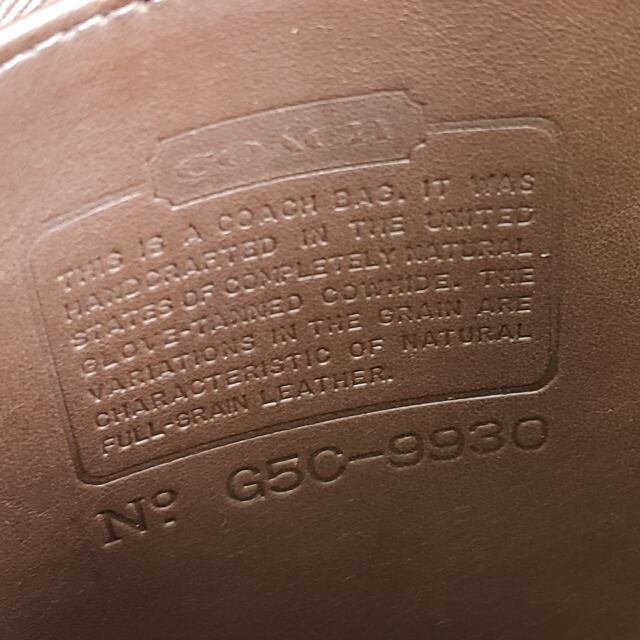 COACH
THIS IS A COACH BAG. IT WAS
HANDCRAFTED IN THE UNITED
STATES OF COMPLETELY NATURAL
GLOVE-TANNED COWHIDE. THE
VARIATIONS IN THE GRAIN ARE
CHARACTERISTIC OF NATURAL
FULL-GRAIN LEATHER.
Nº G5C-9930